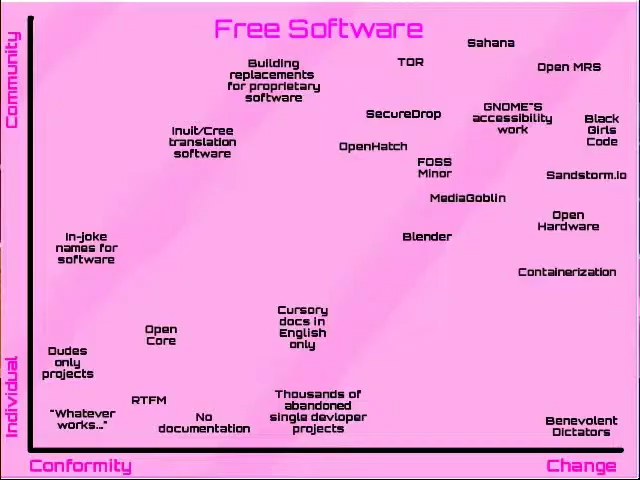 Free Software
Community
Sahana
Building
replacements
for proprietary
software
TOR
Open MRS
SecureDrop
GNOME"S
accessibility
work
Black
Girls
Code
Inuit/Cree
translation
software
OpenHatch
FOSS
Minor
Sandstorm.io
MediaGoblin
Open
Hardware
In-joke
names for
software
Blender
Containerization
Cursory
docs in
English
only
Open
Core
Dudes
only
projects
Individual
RTFM
Thousands of
abandoned
single devloper
projects
"Whatever
works..."
No
documentation
Benevolent
Dictators
Conformity
Change